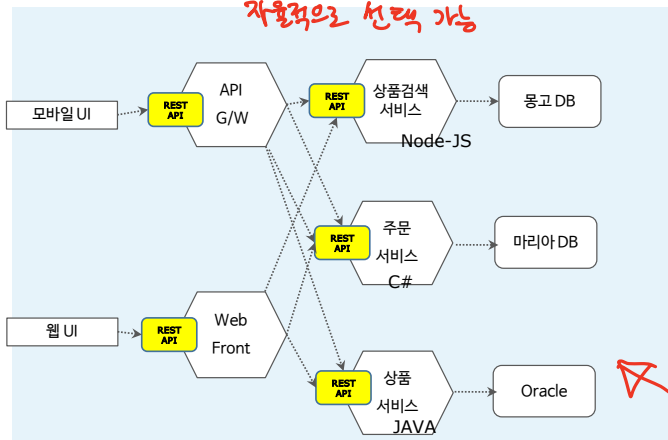 자율적으로 선택 가능
모바일 UI
REST
API
API
G/W
REST
API
상품검색
서비스
Node-JS
몽고 DB
REST
API
주문
서비스
C#
마리아 DB
웹 UI
REST
API
Web
Front
REST
API
상품
서비스
JAVA
Oracle